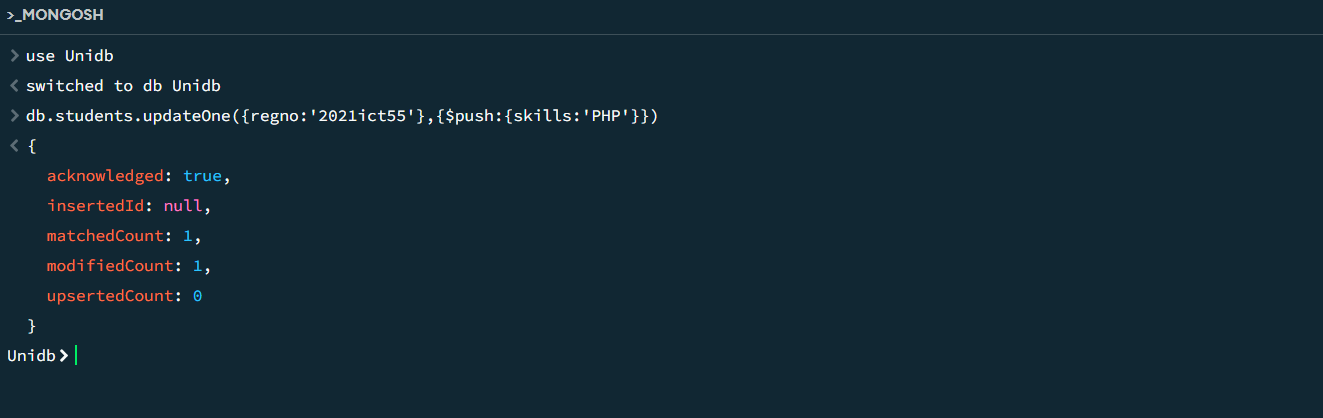 >_MONGOSH
> use Unidb
< switched to db Unidb
> db.students.updateOne({regno:'2021ict55'},{$push:{skills:'PHP'}})
< {
acknowledged: true,
insertedId: null,
matchedCount: 1,
modifiedCount: 1,
upsertedCount: 0
}
Unidb>